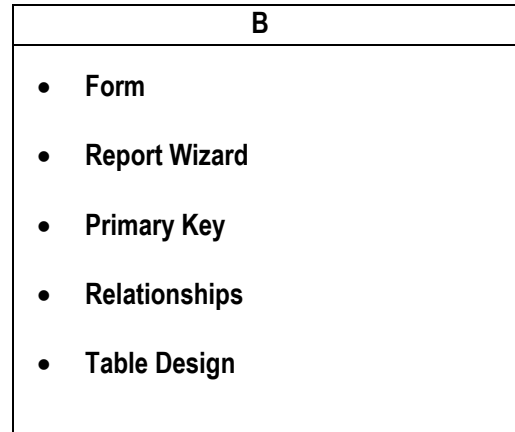 B
• Form
• Report Wizard
• Primary Key
• Relationships
• Table Design